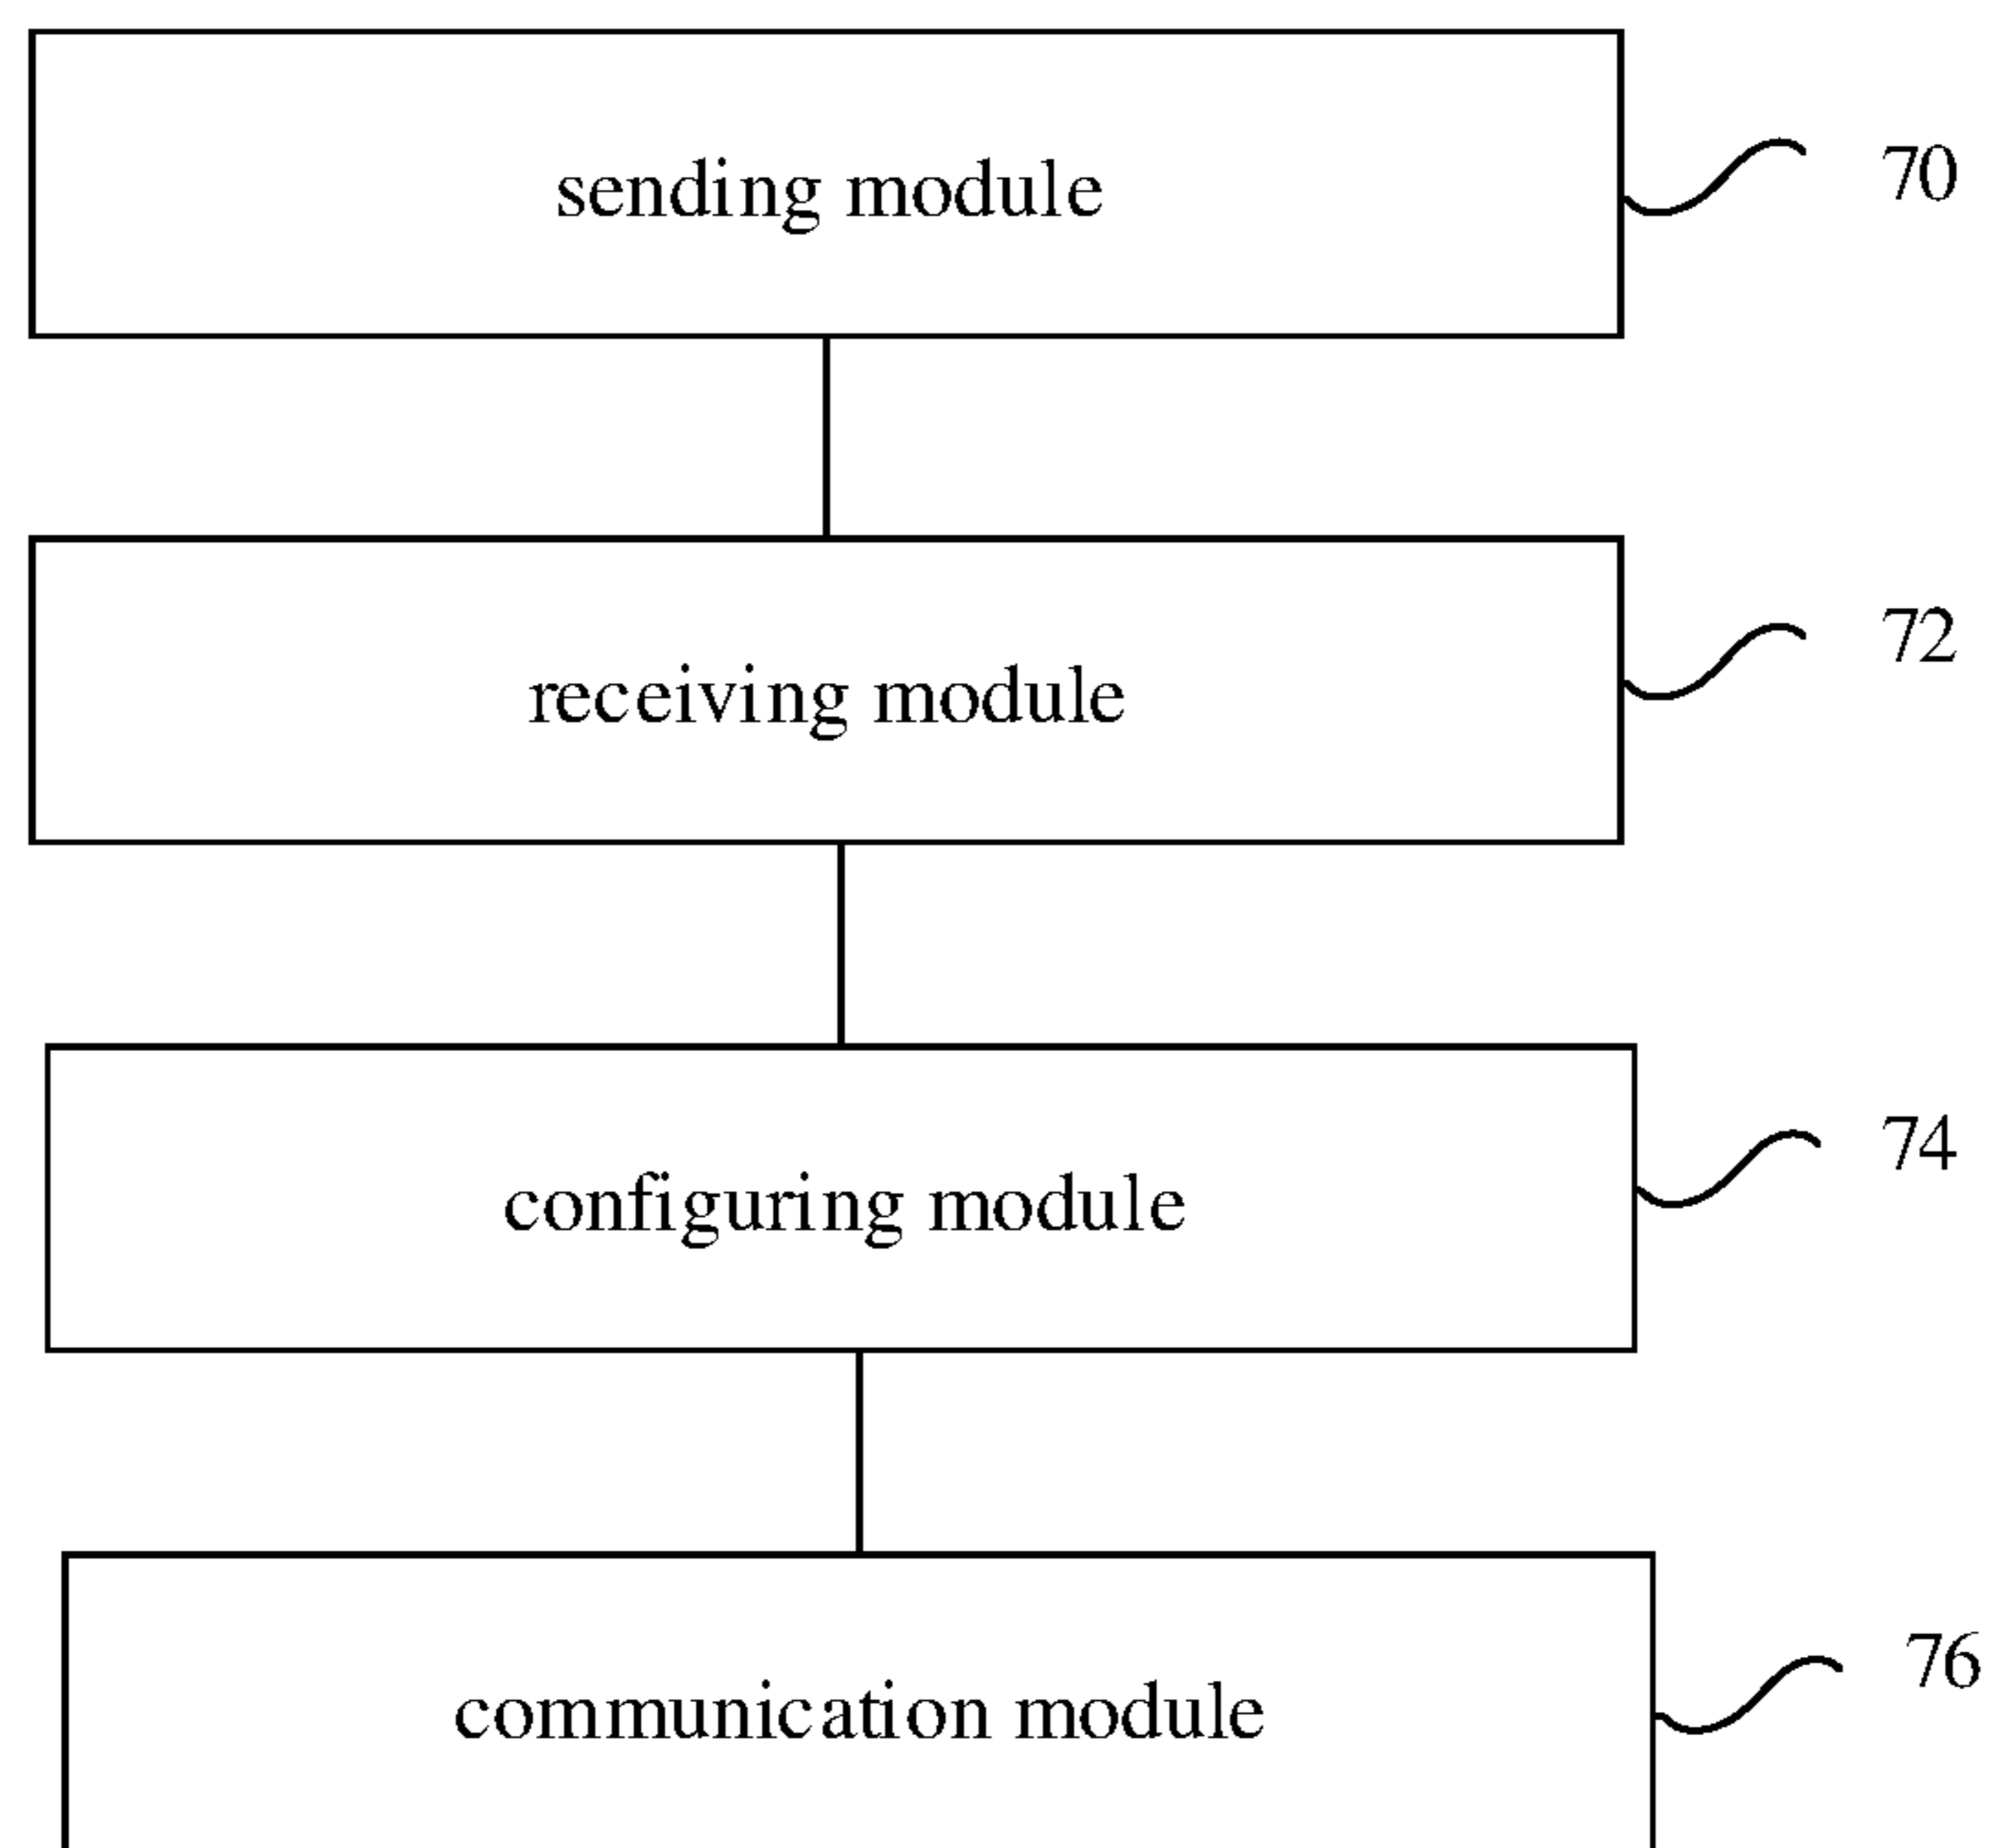 sending module
70
receiving module
72
configuring module
74
communication module
76